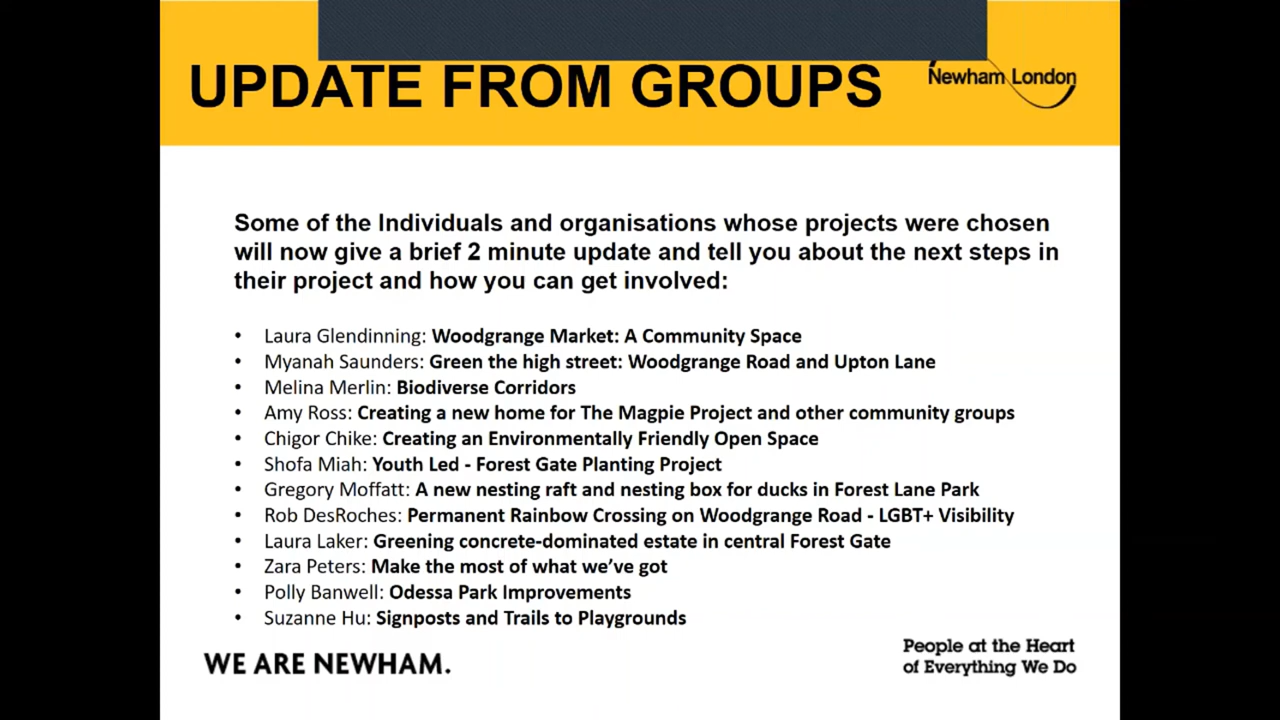 UPDATE FROM GROUPS
Newham London
Some of the Individuals and organisations whose projects were chosen
will now give a brief 2 minute update and tell you about the next steps in
their project and how you can get involved:
• Laura Glendinning: Woodgrange Market: A Community Space
• Myanah Saunders: Green the high street: Woodgrange Road and Upton Lane
• Melina Merlin: Biodiverse Corridors
• Amy Ross: Creating a new home for The Magpie Project and other community groups
• Chigor Chike: Creating an Environmentally Friendly Open Space
• Shofa Miah: Youth Led - Forest Gate Planting Project
• Gregory Moffatt: A new nesting raft and nesting box for ducks in Forest Lane Park
• Rob DesRoches: Permanent Rainbow Crossing on Woodgrange Road - LGBT+ Visibility
• Laura Laker: Greening concrete-dominated estate in central Forest Gate
• Zara Peters: Make the most of what we’ve got
• Polly Banwell: Odessa Park Improvements
• Suzanne Hu: Signposts and Trails to Playgrounds
WE ARE NEWHAM.
People at the Heart
of Everything We Do